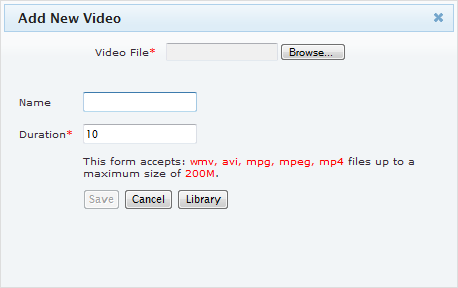 Add New Video
Video File*
Browse...
Name
Duration* 10
This form accepts: wmv, avi, mpg, mpeg, mp4 files up to a
maximum size of 200M.
Save Cancel Library